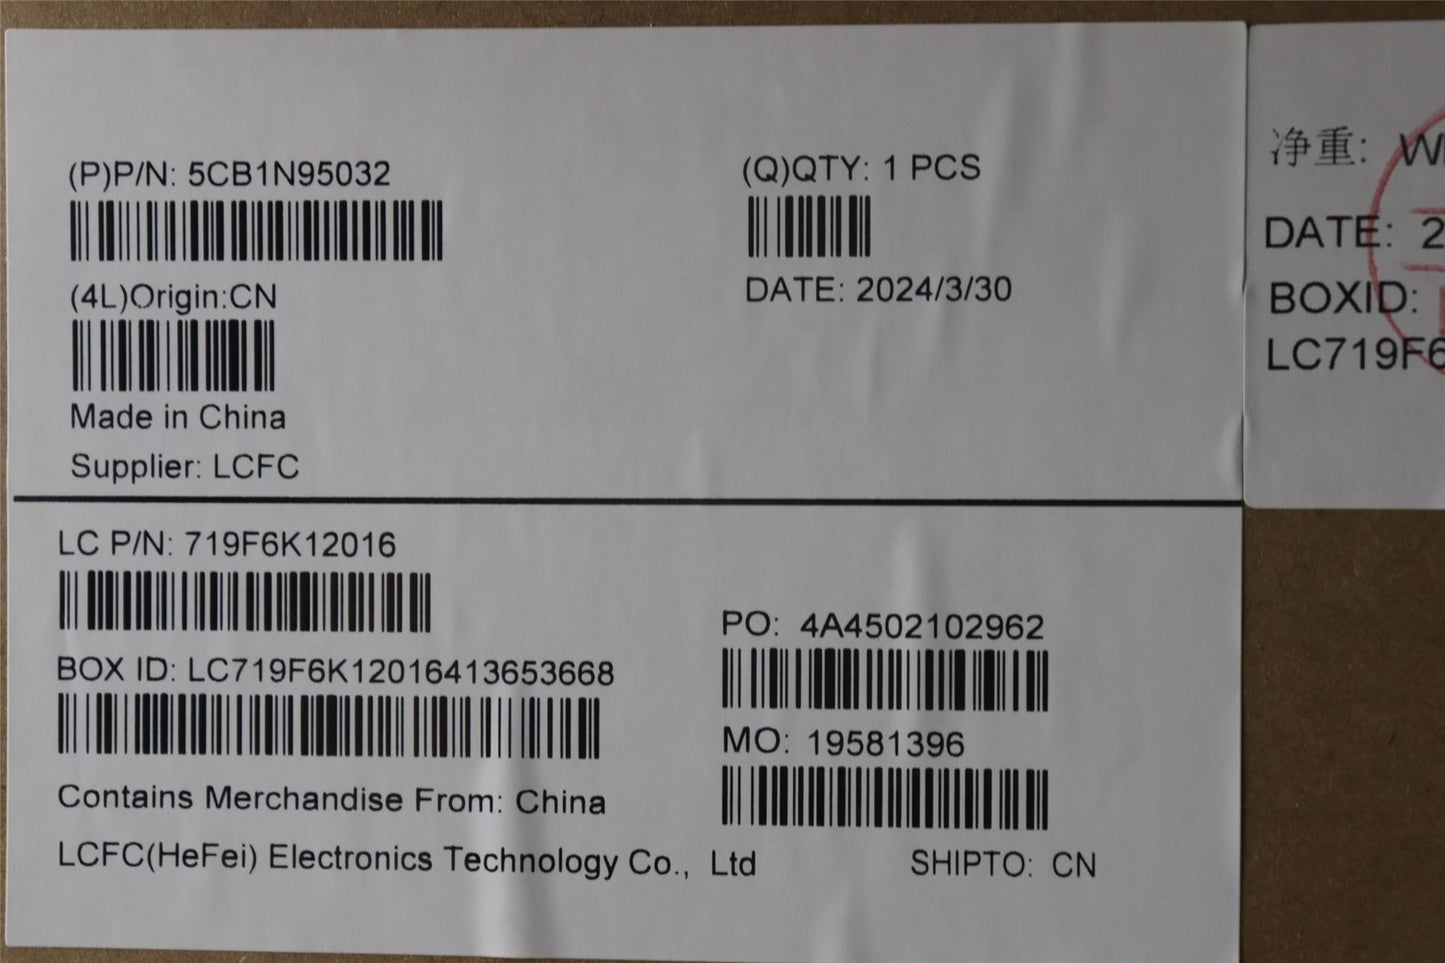 (P)P/N: 5CB1N95032
(Q)QTY: 1 PCS
DATE: 2024/3/30
(4L)Origin:CN
Made in China
Supplier: LCFC
LC P/N: 719F6K12016
BOX ID: LC719F6K12016413653668
PO: 4A4502102962
MO: 19581396
Contains Merchandise From: China
LCFC(HeFei) Electronics Technology Co., Ltd
SHIPTO: CN
净重:
DATE: 2
BOXID:
LC719F6